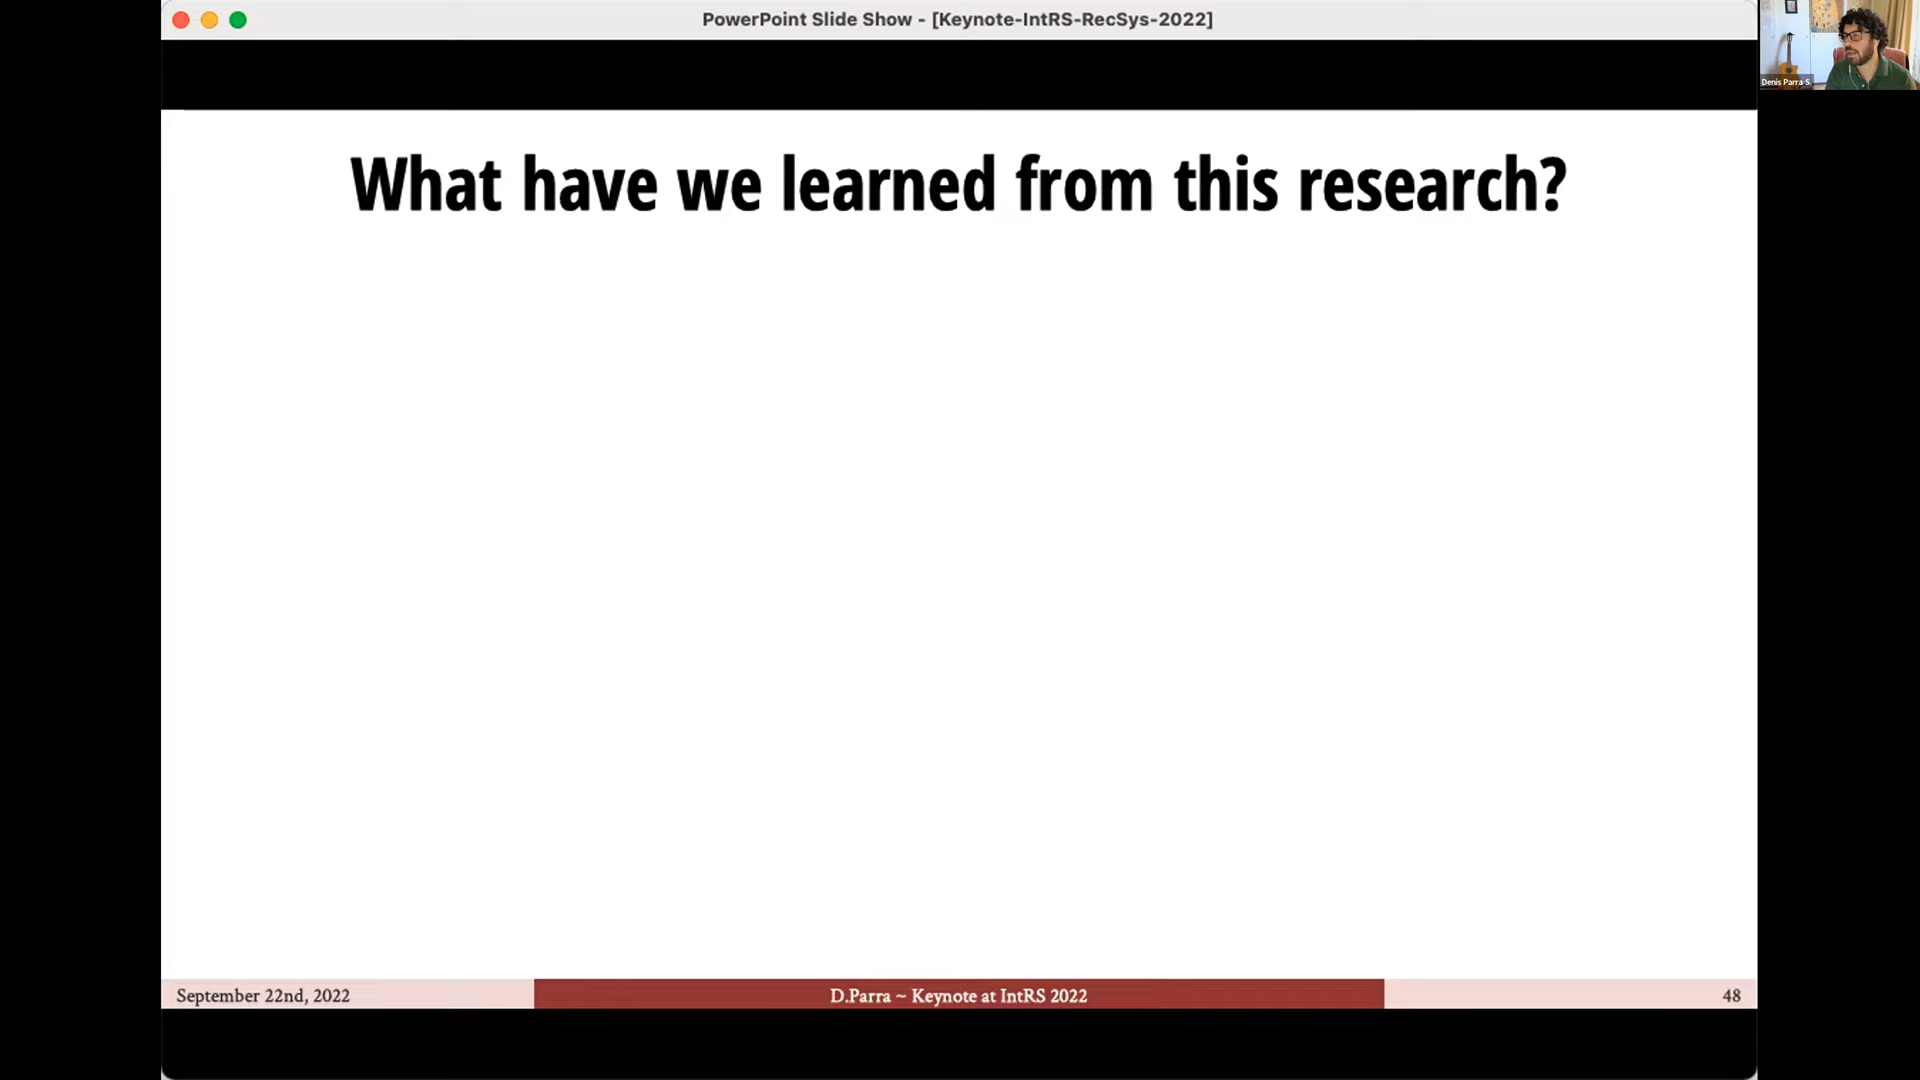 PowerPoint Slide Show - [Keynote-IntRS-RecSys-2022]
Denis Parra S.
What have we learned from this research?
September 22nd, 2022
D.Parra ~ Keynote at IntRS 2022
48